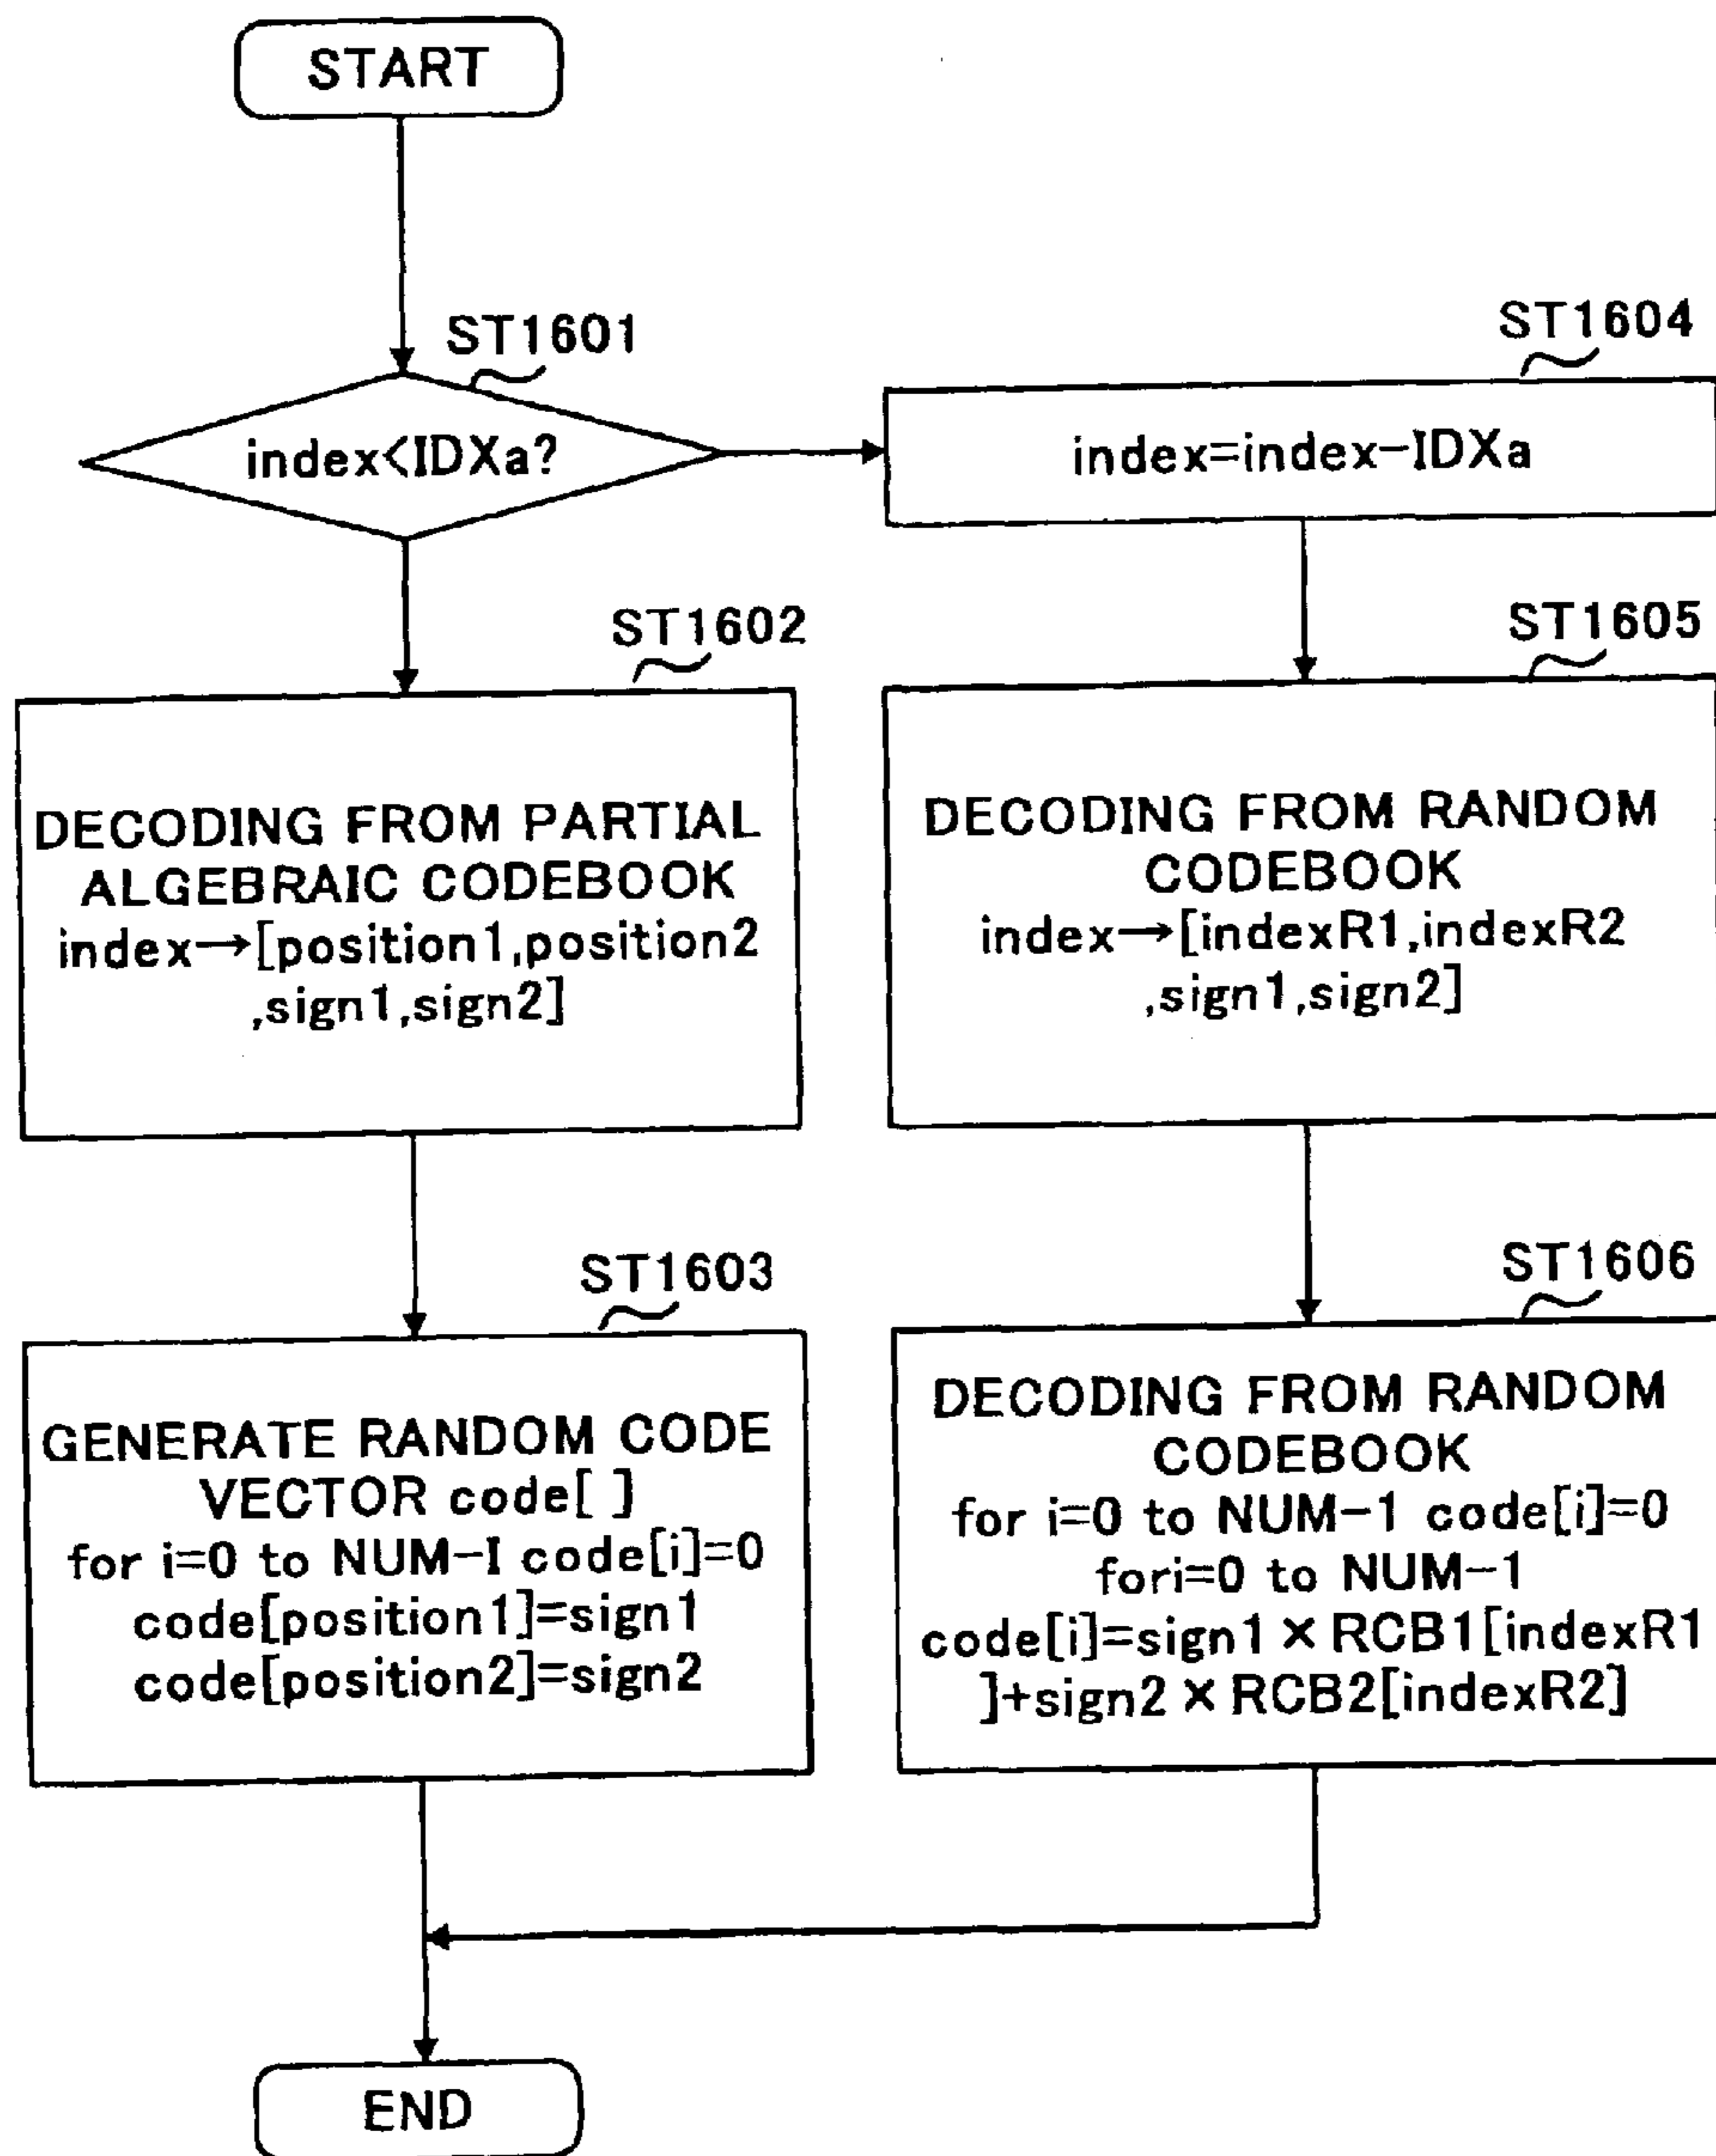 START
ST1601
index<IDXa?
ST1604
index=index-IDXa
ST1602
DECODING FROM PARTIAL
ALGEBRAIC CODEBOOK
index→[position1,position2
,sign1,sign2]
ST1605
DECODING FROM RANDOM
CODEBOOK
index→[indexR1,indexR2
,sign1,sign2]
ST1603
GENERATE RANDOM CODE
VECTOR code[ ]
for i=0 to NUM-I code[i]=0
code[position1]=sign1
code[position2]=sign2
ST1606
DECODING FROM RANDOM
CODEBOOK
for i=0 to NUM-1 code[i]=0
fori=0 to NUM-1
code[i]=sign1×RCB1[indexR1
]+sign2×RCB2[indexR2]
END